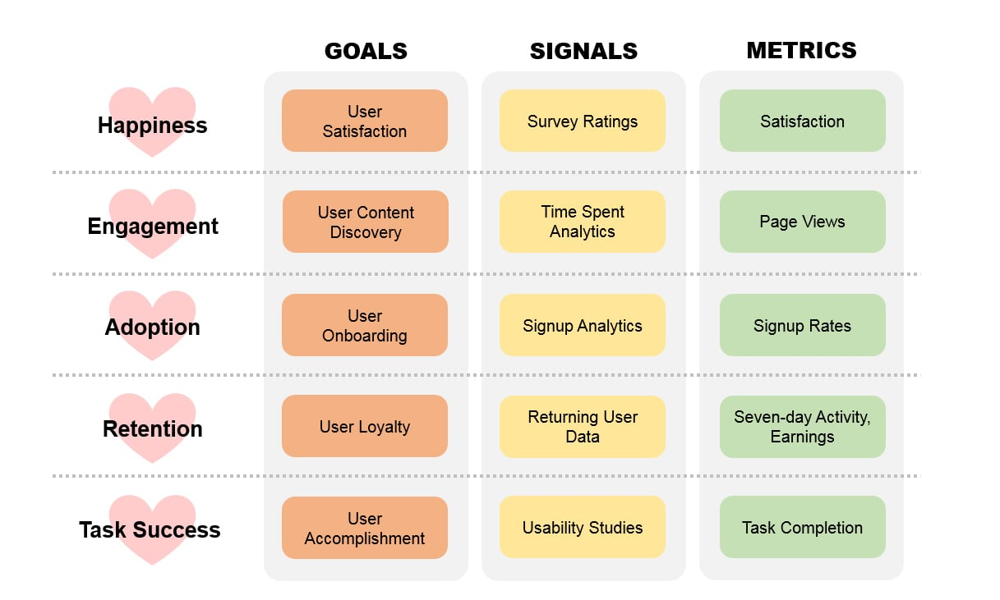 GOALS
SIGNALS
METRICS
Happiness
User
Satisfaction
Survey Ratings
Satisfaction
Engagement
User Content
Discovery
Time Spent
Analytics
Page Views
Adoption
User
Onboarding
Signup Analytics
Signup Rates
Retention
User Loyalty
Returning User
Data
Seven-day Activity,
Earnings
Task Success
User
Accomplishment
Usability Studies
Task Completion